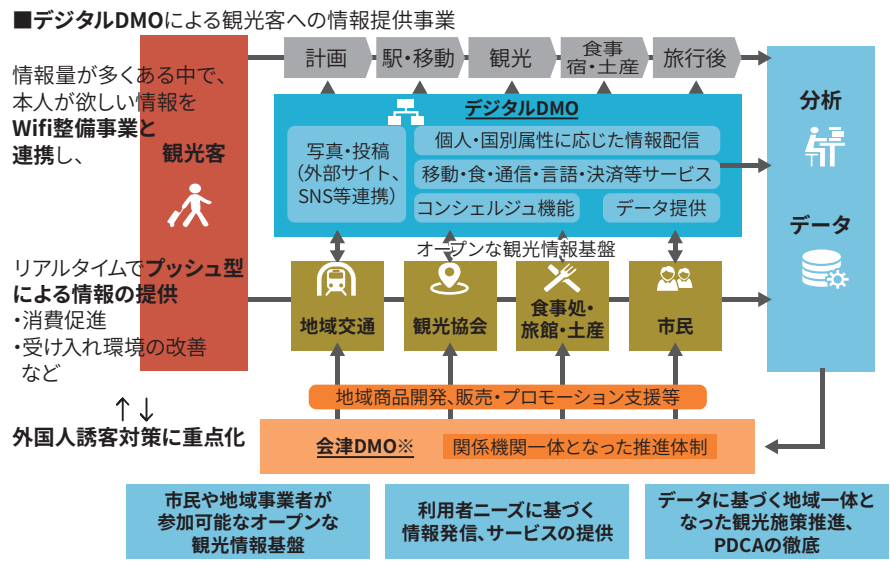 ■デジタルDMOによる観光客への情報提供事業
情報量が多くある中で、
本人が欲しい情報を
Wifi整備事業と
連携し、
観光客
リアルタイムでプッシュ型
による情報の提供
・消費促進
・受け入れ環境の改善
など
↑↓
外国人誘客対策に重点化
計画
駅・移動
観光
食事
宿・土産
旅行後
デジタルDMO
写真・投稿
（外部サイト、
SNS等連携）
個人・国別属性に応じた情報配信
移動・食・通信・言語・決済等サービス
コンシェルジュ機能
データ提供
オープンな観光情報基盤
地域交通
観光協会
食事処・
旅館・土産
市民
分析
データ
地域商品開発、販売・プロモーション支援等
会津DMO※
関係機関一体となった推進体制
市民や地域事業者が
参加可能なオープンな
観光情報基盤
利用者ニーズに基づく
情報発信、サービスの提供
データに基づく地域一体と
なった観光施策推進、
PDCAの徹底